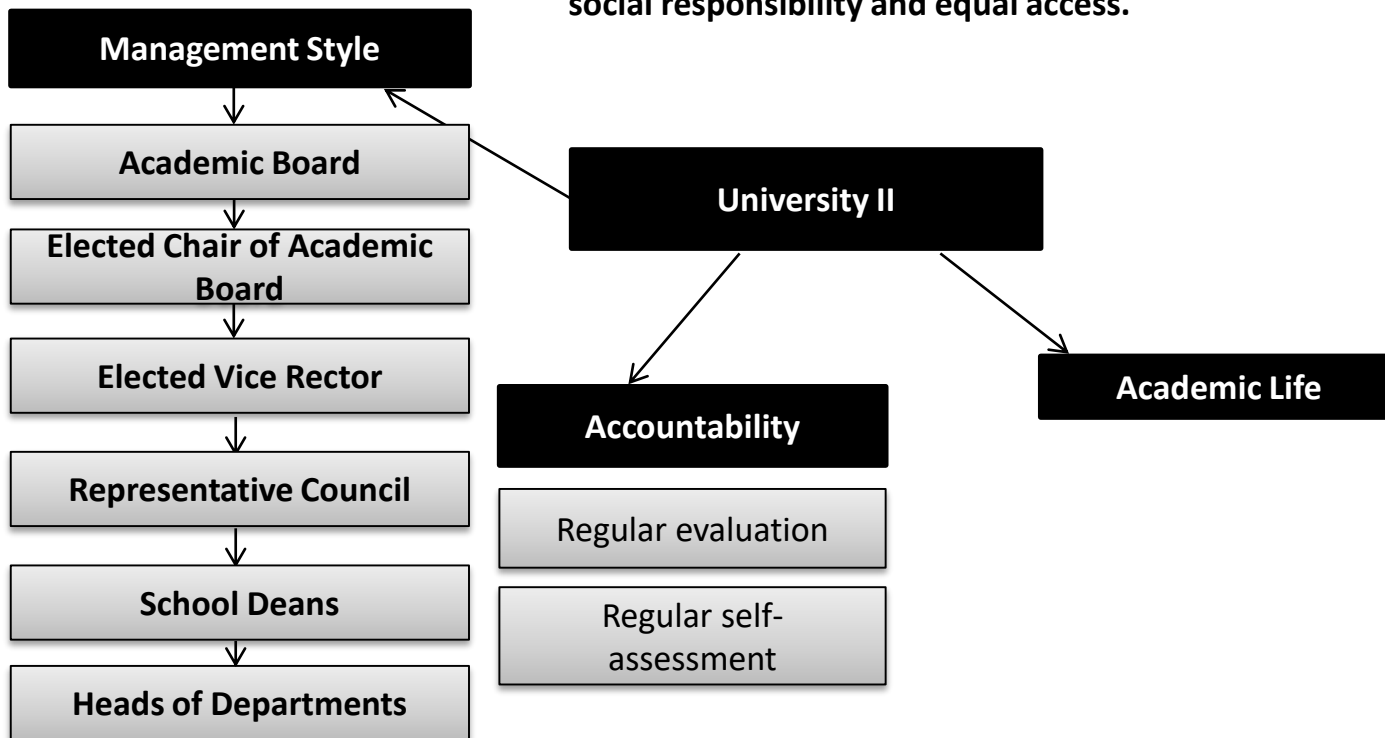 social responsibility and equal access.
Management Style
Academic Board
Elected Chair of Academic
Board
Elected Vice Rector
Representative Council
School Deans
Heads of Departments
University II
Accountability
Regular evaluation
Regular self-
assessment
Academic Life